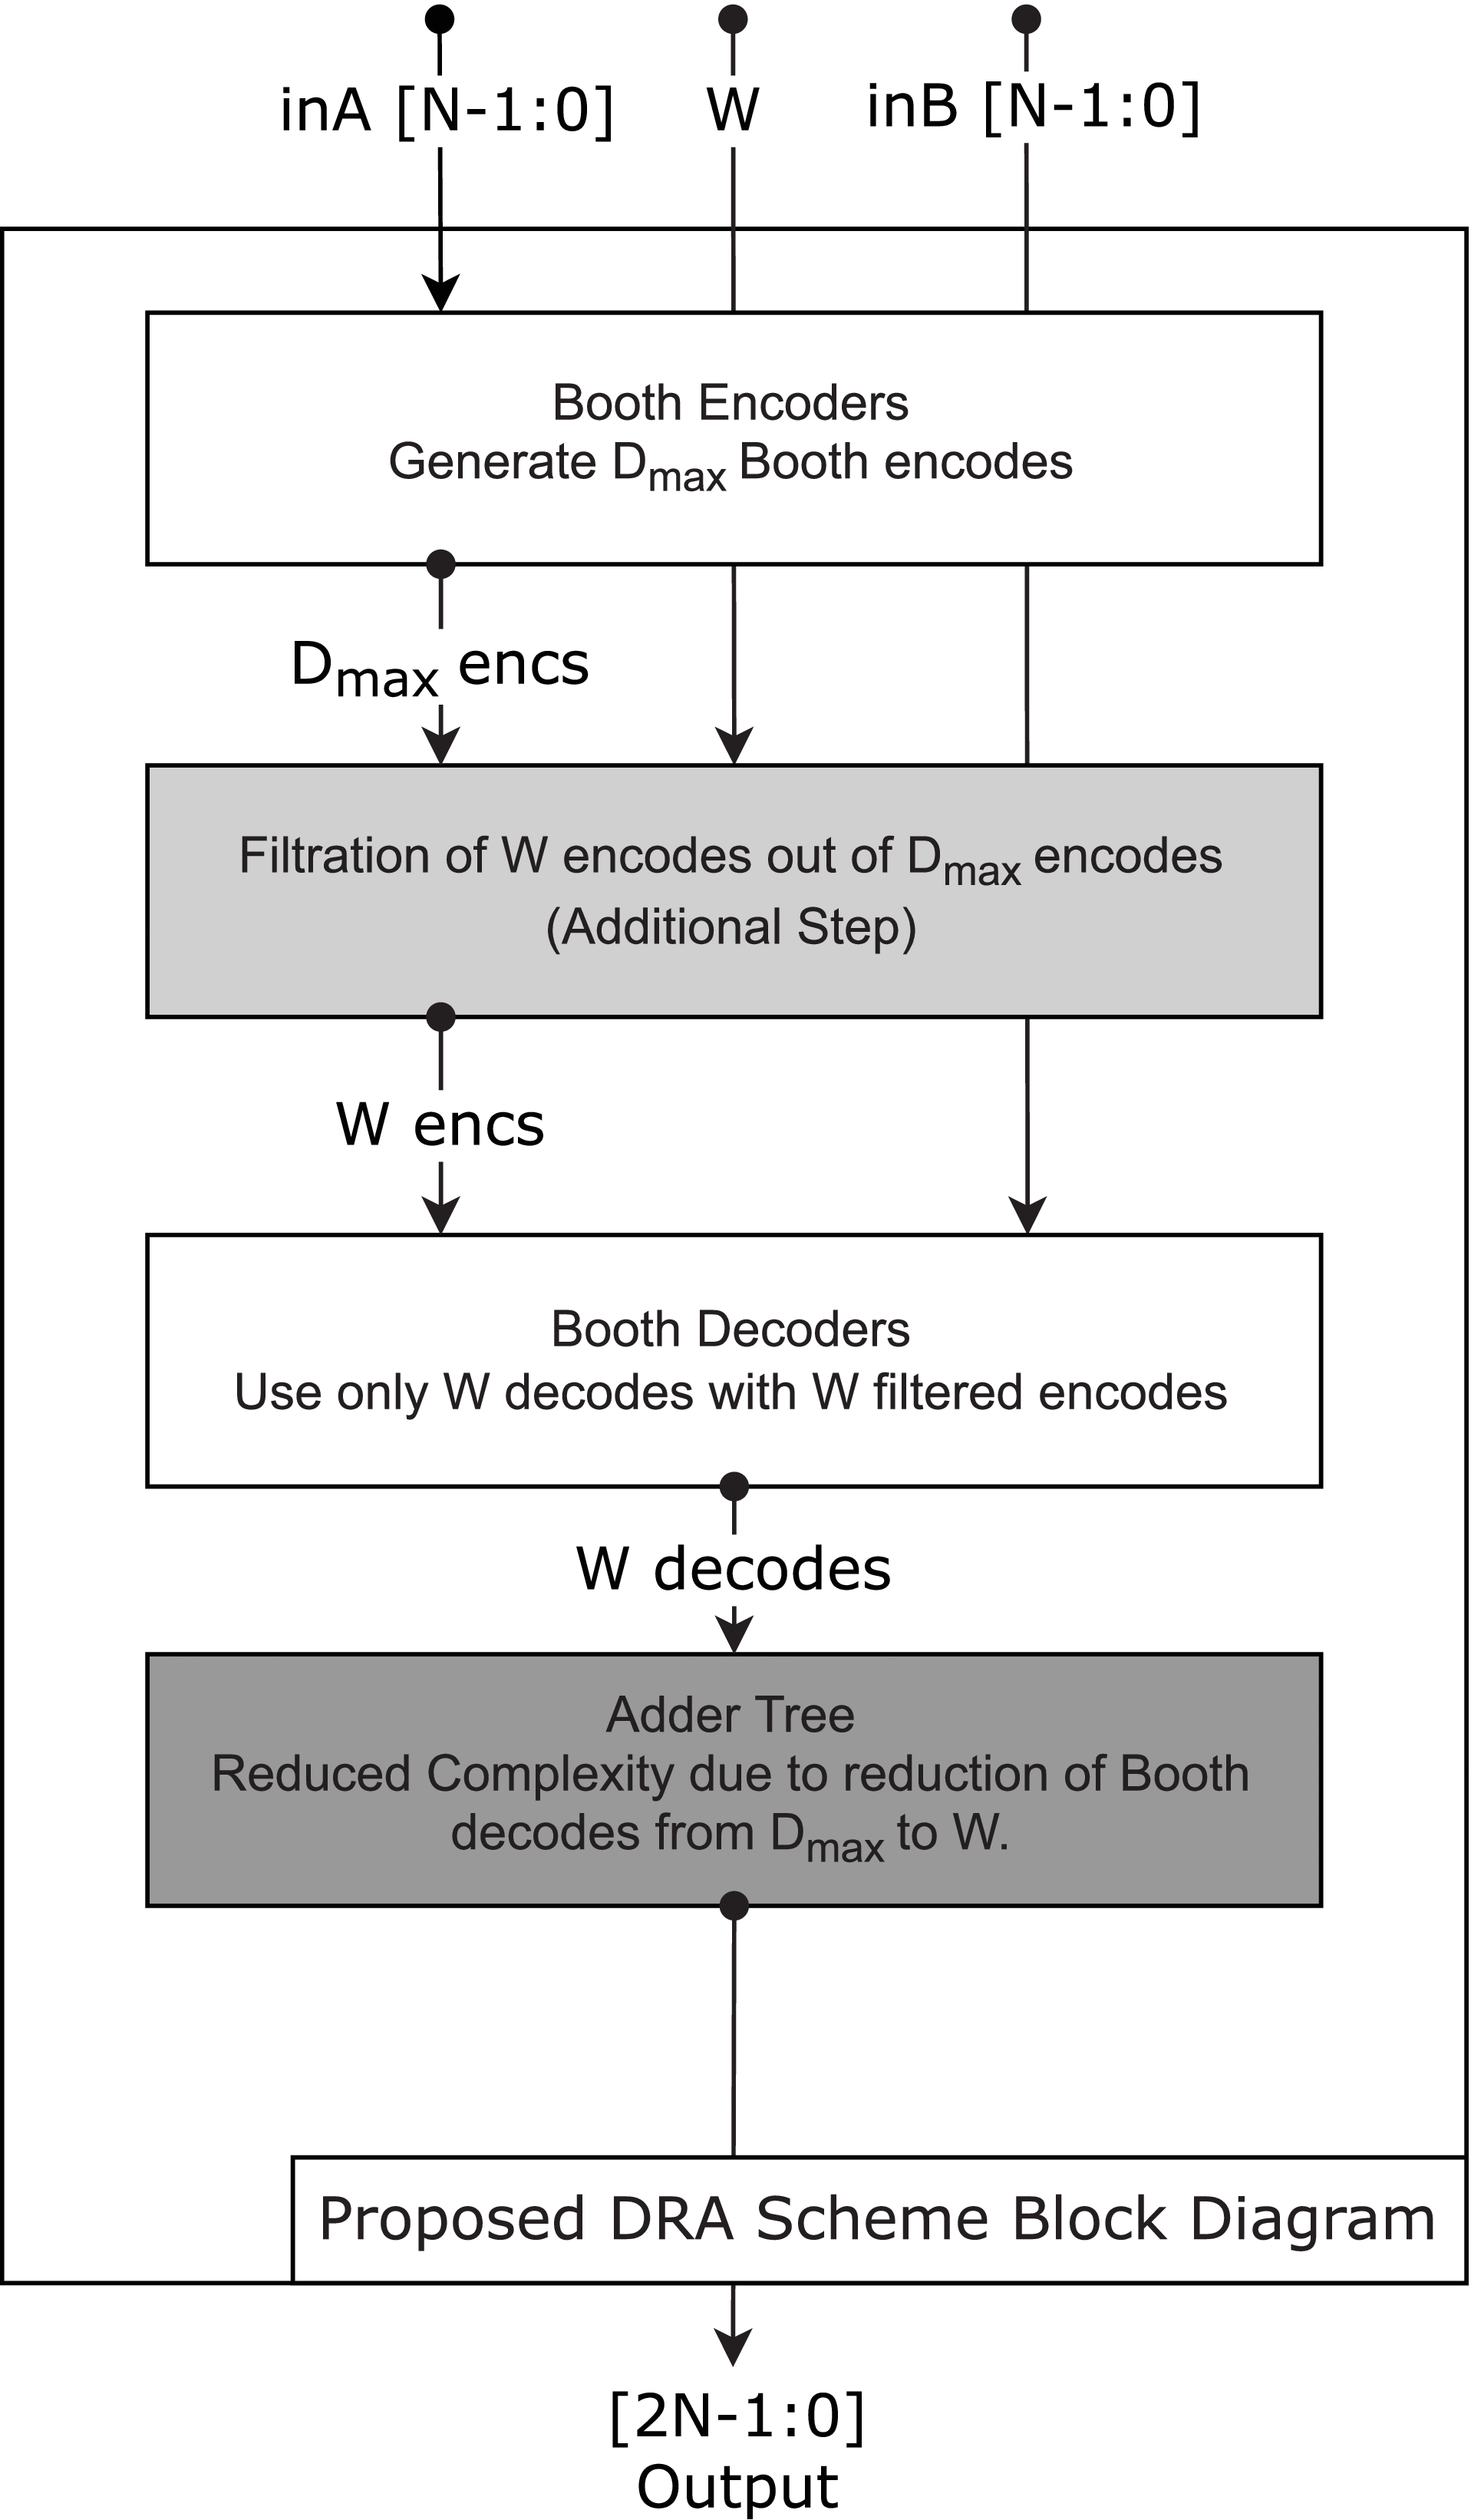 inA [N-1:0] W inB [N-1:0]
Booth Encoders
Generate Dmax Booth encodes
Dmax encs
Filtration of W encodes out of Dmax encodes
(Additional Step)
W encs
Booth Decoders
Use only W decodes with W filtered encodes
W decodes
Adder Tree
Reduced Complexity due to reduction of Booth
decodes from Dmax to W.
Proposed DRA Scheme Block Diagram
[2N-1:0]
Output